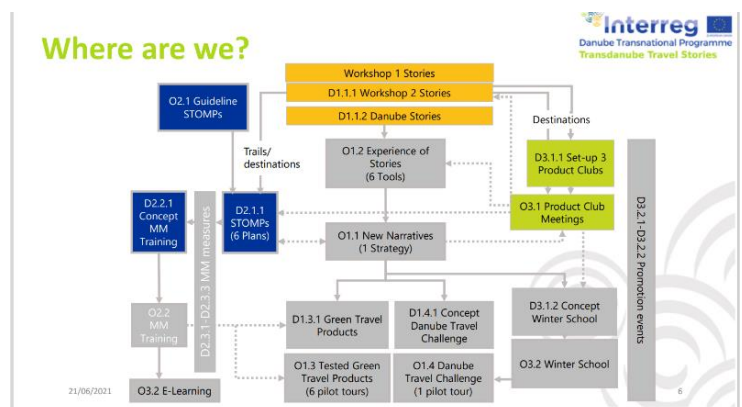 Where are we?
Interreg
Danube Transnational Programme
Transdanube Travel Stories
Workshop 1 Stories
D1.1.1 Workshop 2 Stories
D1.1.2 Danube Stories
O2.1 Guideline
STOMPs
Trails/
destinations
Destinations
O1.2 Experience of
Stories
(6 Tools)
D3.1.1 Set-up 3
Product Clubs
D2.2.1
Concept
MM
Training
D2.3.1-D2.3.3 MM measures
D2.1.1
STOMPs
(6 Plans)
O1.1 New Narratives
(1 Strategy)
O3.1 Product Club
Meetings
D3.2.1-D3.2.2 Promotion events
O2.2
MM
Training
D1.3.1 Green Travel
Products
D1.4.1 Concept
Danube Travel
Challenge
D3.1.2 Concept
Winter School
O1.3 Tested Green
Travel Products
(6 pilot tours)
O1.4 Danube
Travel Challenge
(1 pilot tour)
O3.2 Winter School
O3.2 E-Learning
21/06/2021
6